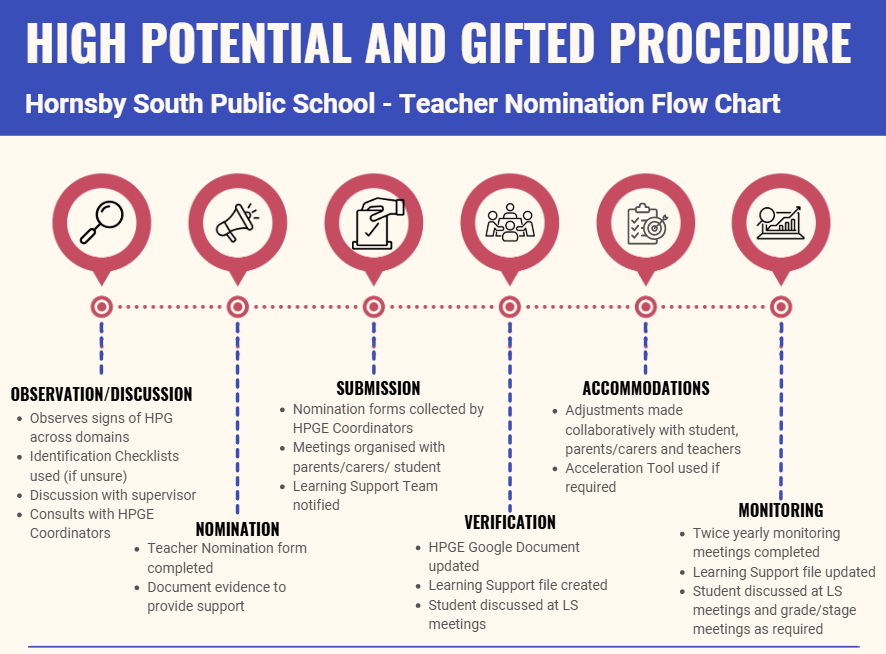 HIGH POTENTIAL AND GIFTED PROCEDURE
Hornsby South Public School - Teacher Nomination Flow Chart
OBSERVATION/DISCUSSION
• Observes signs of HPG
across domains
• Identification Checklists
used (if unsure)
• Discussion with supervisor
• Consults with HPGE
Coordinators
NOMINATION
• Teacher Nomination form
completed
• Document evidence to
provide support
SUBMISSION
• Nomination forms collected by
HPGE Coordinators
• Meetings organised with
parents/carers/ student
• Learning Support Team
notified
VERIFICATION
• HPGE Google Document
updated
• Learning Support file created
• Student discussed at LS
meetings
ACCOMMODATIONS
• Adjustments made
collaboratively with student,
parents/carers and teachers
• Acceleration Tool used if
required
MONITORING
• Twice yearly monitoring
meetings completed
• Learning Support file updated
• Student discussed at LS
meetings and grade/stage
meetings as required